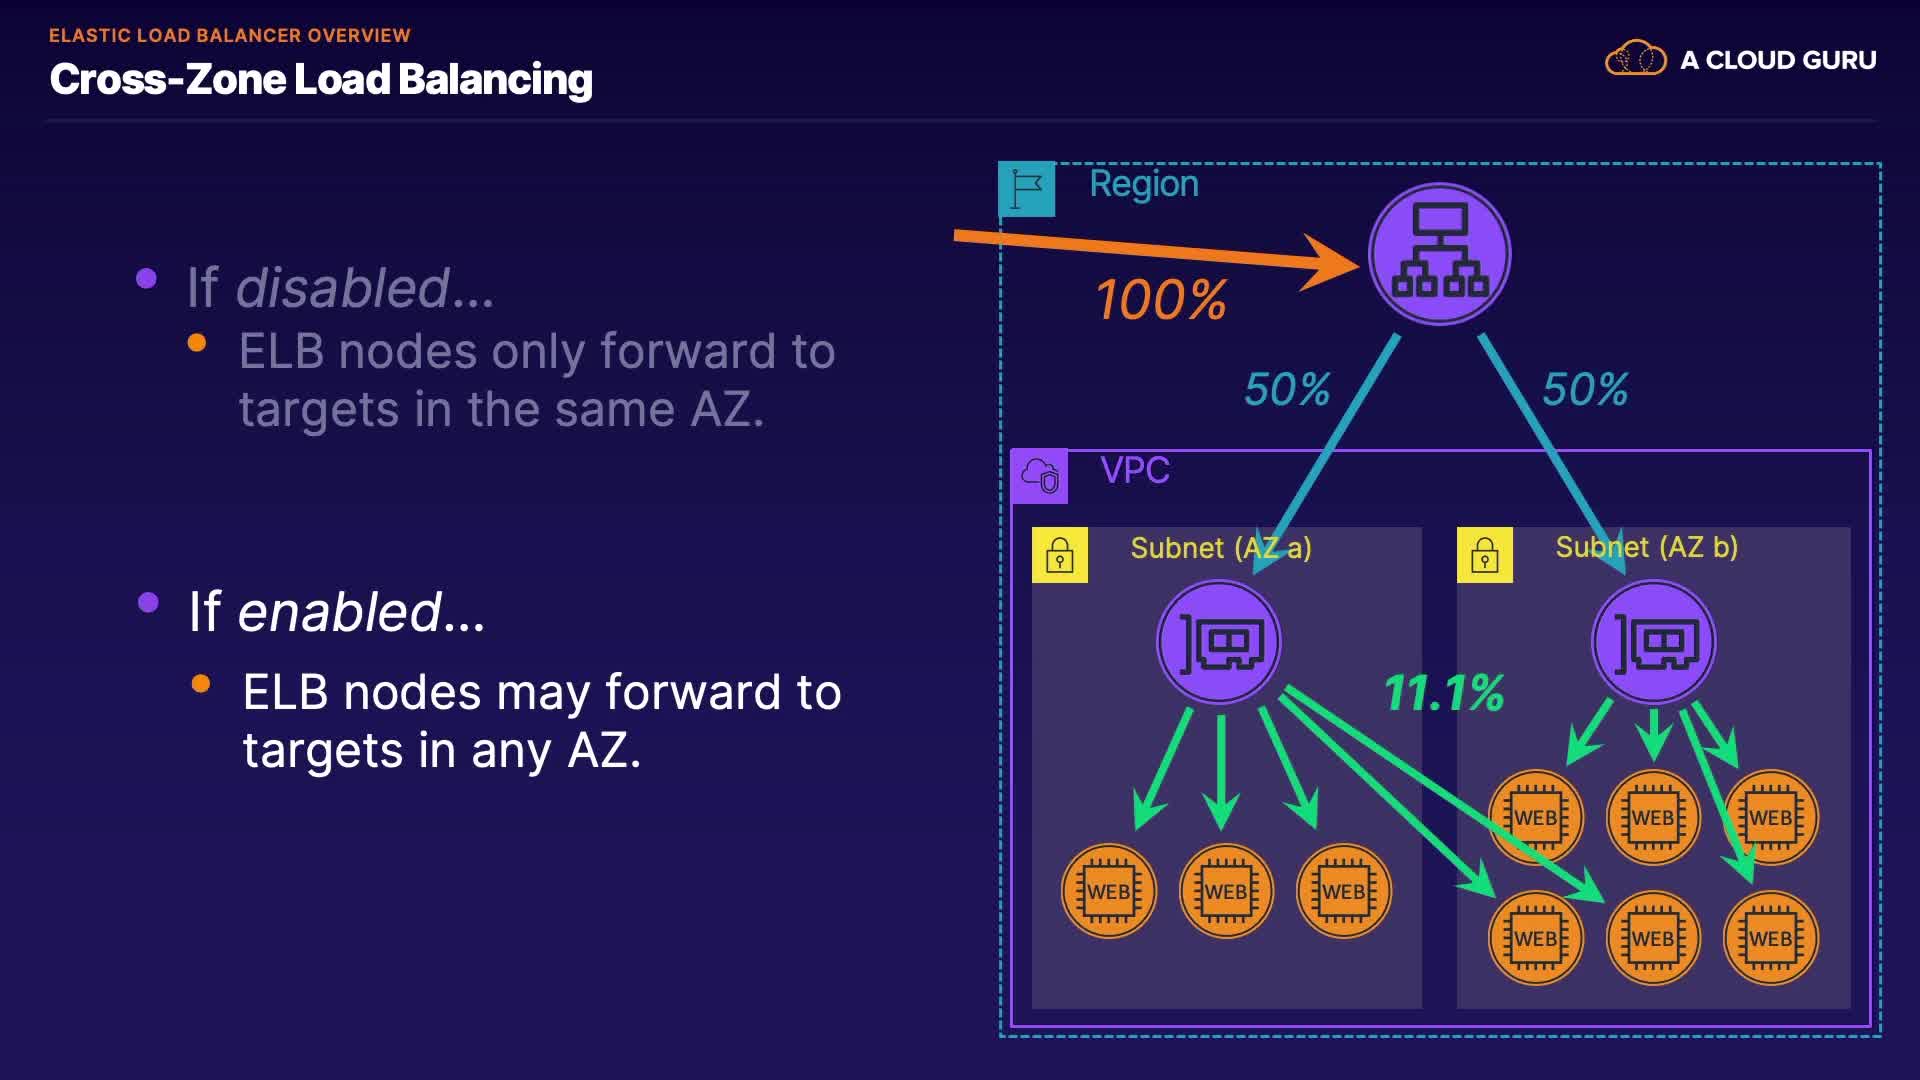 ELASTIC LOAD BALANCER OVERVIEW
Cross-Zone Load Balancing
A CLOUD GURU
If disabled...
ELB nodes only forward to
targets in the same AZ.
If enabled...
ELB nodes may forward to
targets in any AZ.
Region
100%
50%
50%
VPC
Subnet (AZ a)
Subnet (AZ b)
11.1%
WEB WEB WEB
WEB WEB WEB
WEB WEB WEB